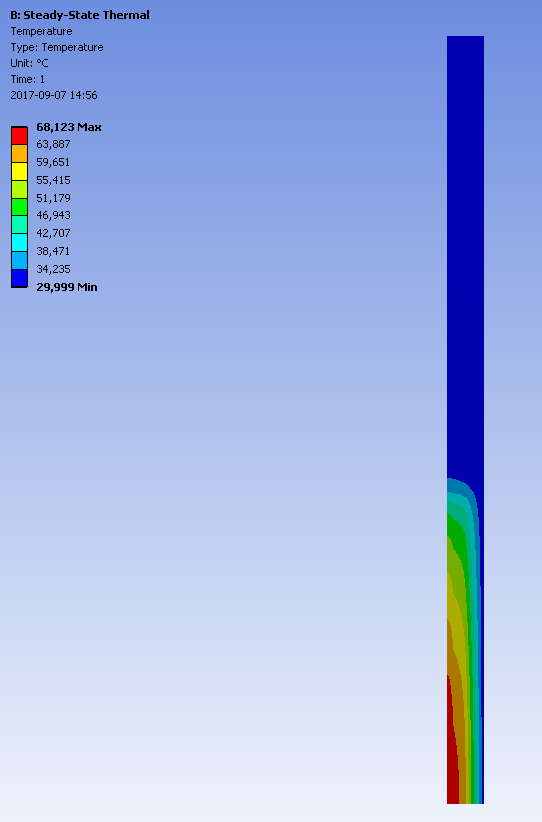 B: Steady-State Thermal
Temperature
Type: Temperature
Unit: °C
Time: 1
2017-09-07 14:56
68,123 Max
63,887
59,651
55,415
51,179
46,943
42,707
38,471
34,235
29,999 Min